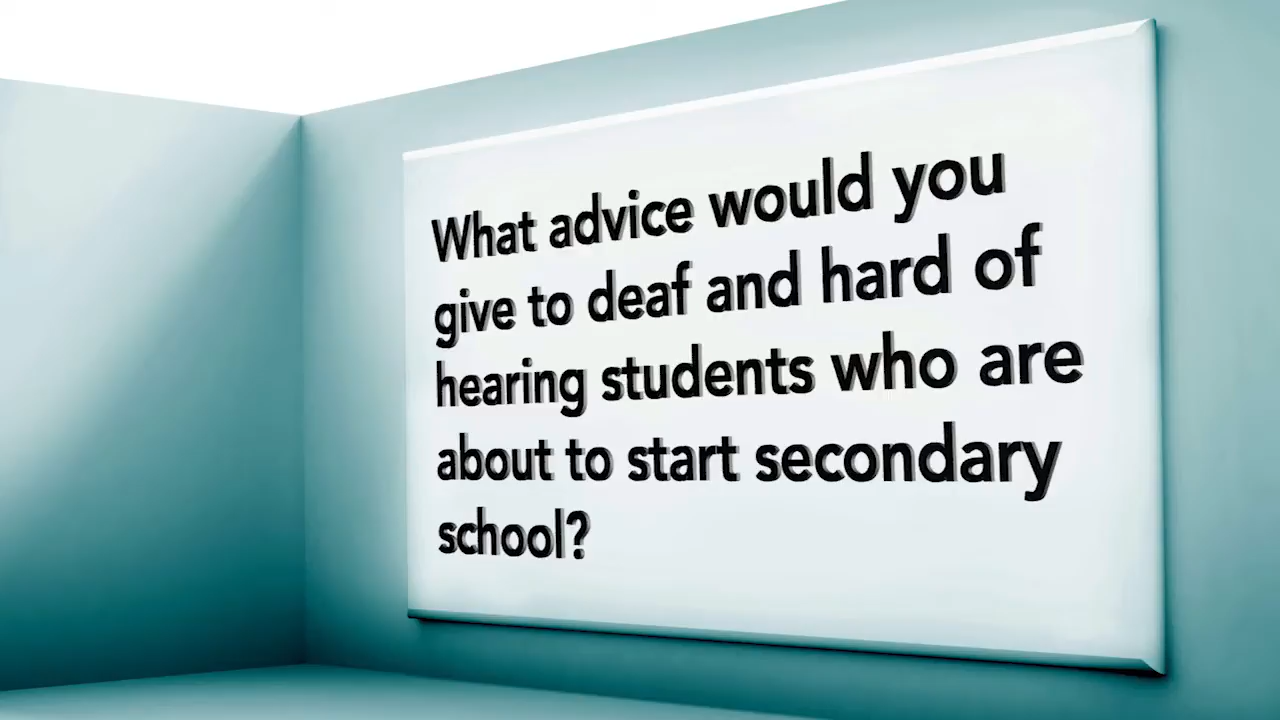 What advice would you
give to deaf and hard of
hearing students who are
about to start secondary
school?